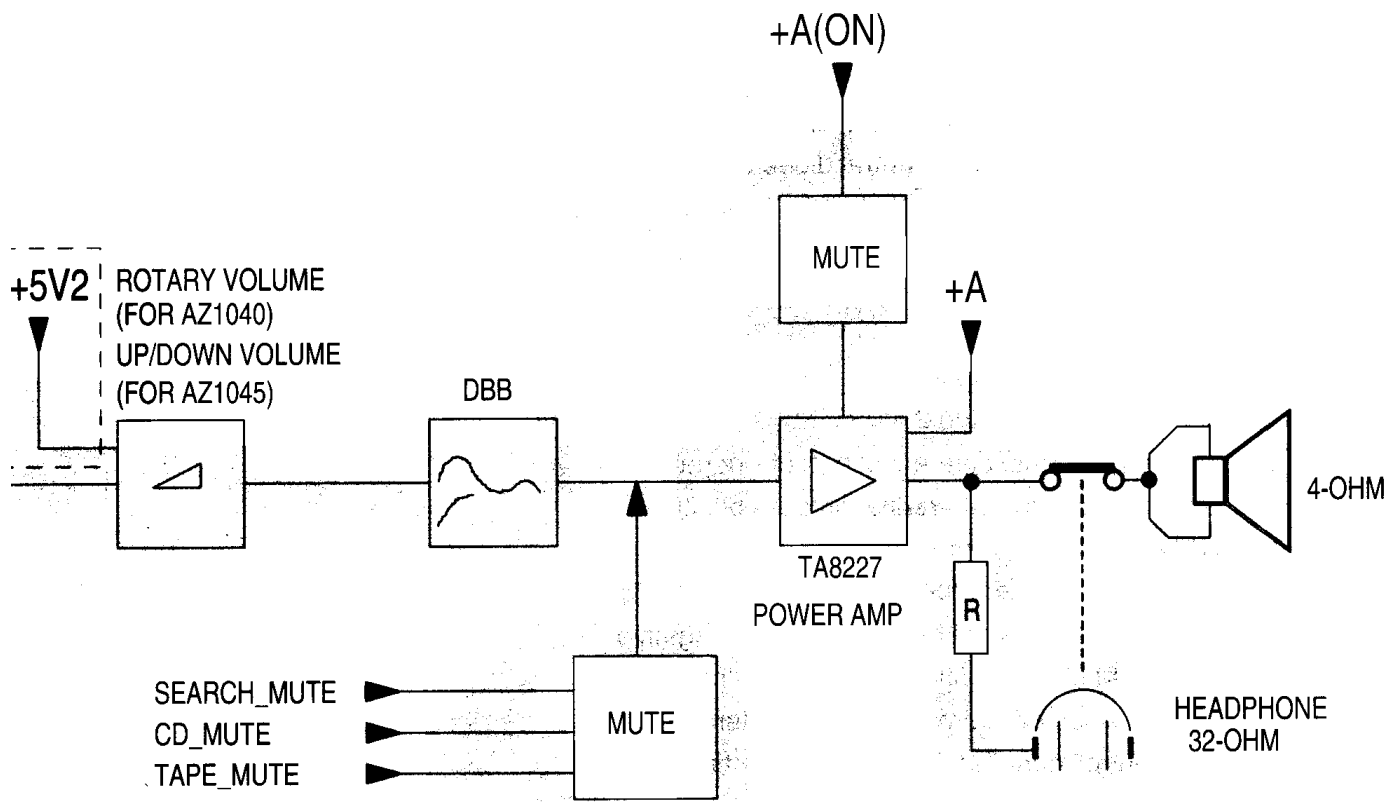 +A(ON)
MUTE
+5V2
ROTARY VOLUME
(FOR AZ1040)
UP/DOWN VOLUME
(FOR AZ1045)
+A
DBB
4-OHM
TA8227
POWER AMP
R
SEARCH_MUTE
CD_MUTE
TAPE_MUTE
MUTE
HEADPHONE
32-OHM